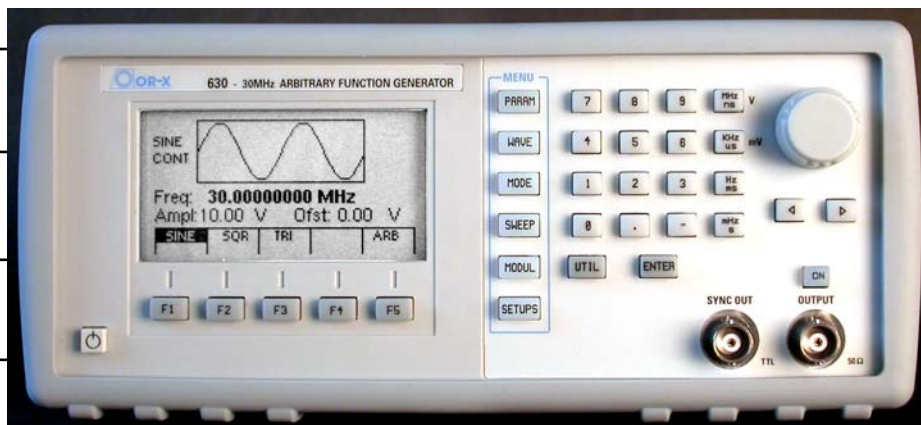 OR-X 630 - 30MHz ARBITRARY FUNCTION GENERATOR
SINE
CONT
Freq: 30.00000000 MHz
Ampl: 10.00 V Ofst: 0.00 V
SINE SQR TRI ARB
F1 F2 F3 F4 F5
MENU
PARAM
WAVE
MODE
SWEEP
MODUL
SETUPS
7 8 9 MHz ns V
4 5 6 KHz us mV
1 2 3 Hz ms
0 . - mHz s
UTIL ENTER
ON
SYNC OUT OUTPUT
TTL 50Ω